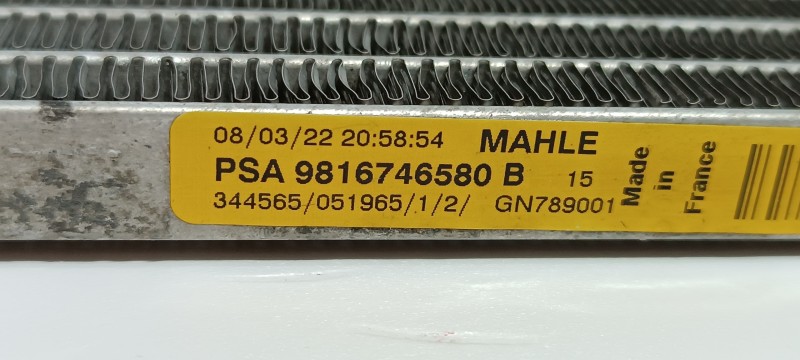 08/03/22 20:58:54 MAHLE
PSA 9816746580 B 15
344565/051965/1/2/ GN789001
Made
in
France